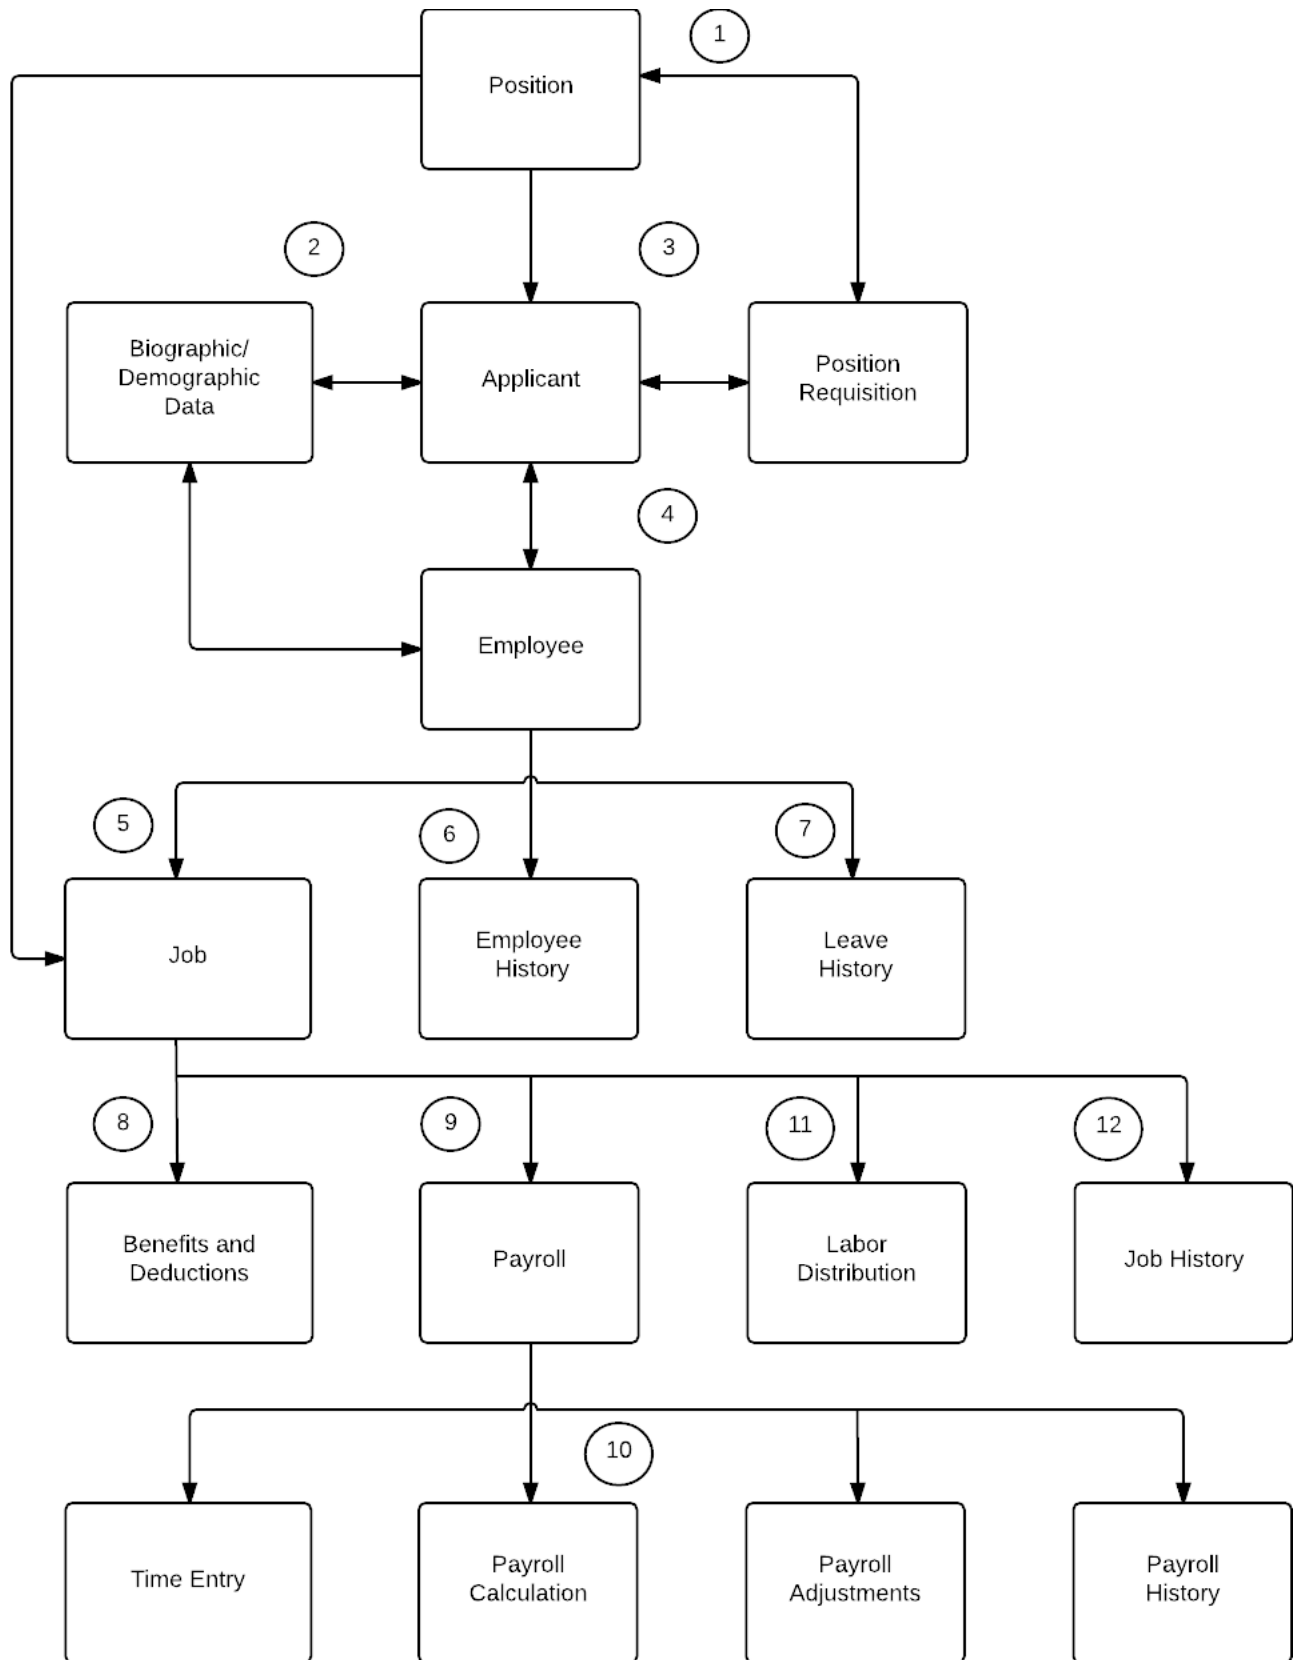 1
Position
2
3
Biographic/
Demographic
Data
Applicant
Position
Requisition
4
Employee
5
6
7
Job
Employee
History
Leave
History
8
9
11
12
Benefits and
Deductions
Payroll
Labor
Distribution
Job History
10
Time Entry
Payroll
Calculation
Payroll
Adjustments
Payroll
History